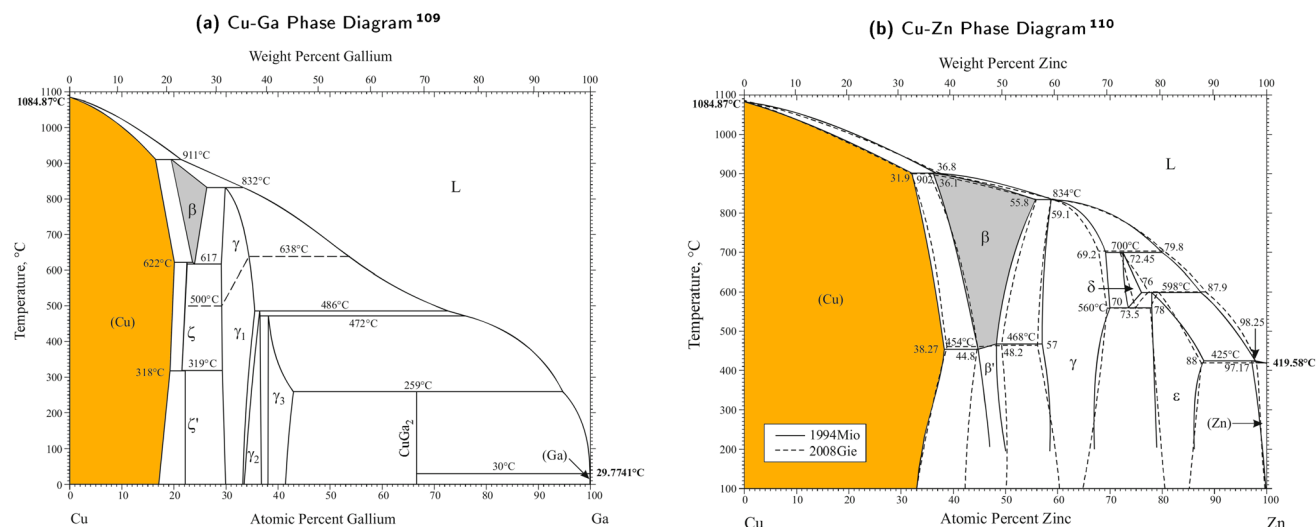 (a) Cu-Ga Phase Diagram 109
Weight Percent Gallium
0 10 20 30 40 50 60 70 80 90 100
1084.87°C
1100
1000
900
800
700
600
500
400
300
200
100
0
Temperature, °C
911°C
832°C
L
β
γ
638°C
622°C
617
500°C
(Cu)
ζ
γ₁
486°C
472°C
319°C
318°C
γ₃
259°C
ζ'
CuGa₂
γ₂
(Ga)
30°C
29.7741°C
0 10 20 30 40 50 60 70 80 90 100
Cu
Atomic Percent Gallium
Ga
(b) Cu-Zn Phase Diagram 110
Weight Percent Zinc
0 10 20 30 40 50 60 70 80 90 100
1084.87°C
1100
1000
900
800
700
600
500
400
300
200
100
Temperature, °C
L
36.8
31.9
902
36.1
834°C
55.8
59.1
β
700°C
79.8
69.2
72.45
76
δ
598°C
87.9
560°C
70
73.5
78
(Cu)
98.25
454°C
468°C
38.27
44.8
48.2
57
425°C
88
97.17
419.58°C
β'
γ
ε
(Zn)
1994Mio
2008Gie
0 10 20 30 40 50 60 70 80 90 100
Cu
Atomic Percent Zinc
Zn